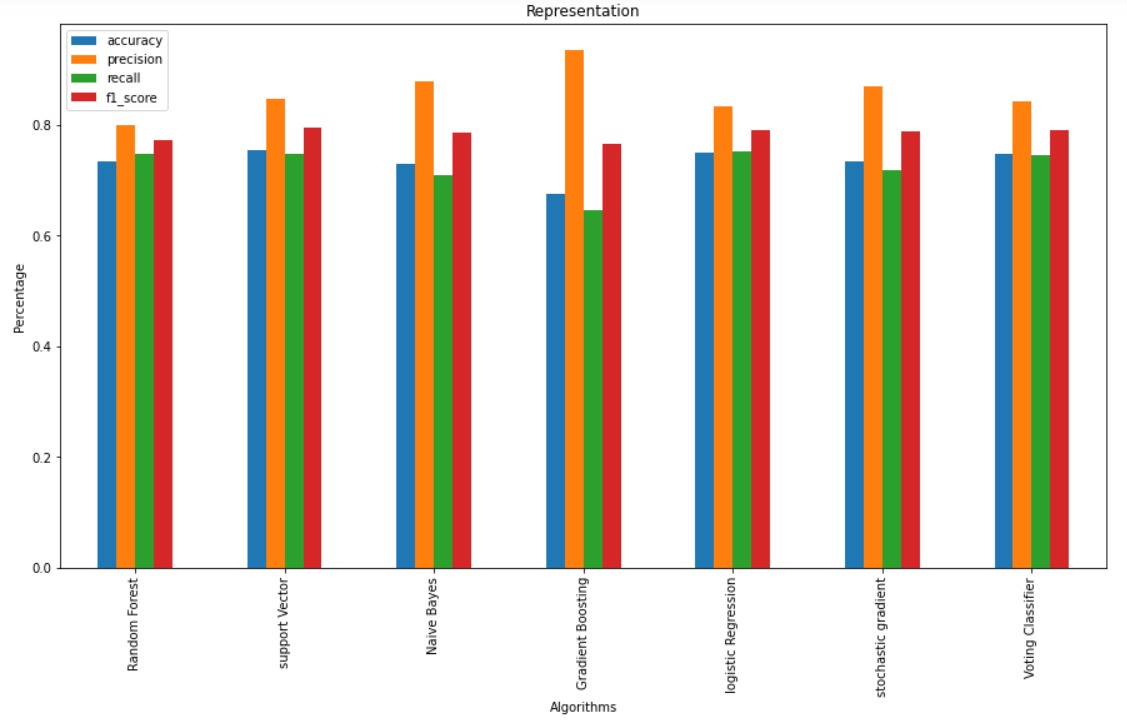 Representation
accuracy
precision
recall
f1_score
0.8
0.6
0.4
0.2
0.0
Percentage
Random Forest
support Vector
Naive Bayes
Gradient Boosting
logistic Regression
stochastic gradient
Voting Classifier
Algorithms